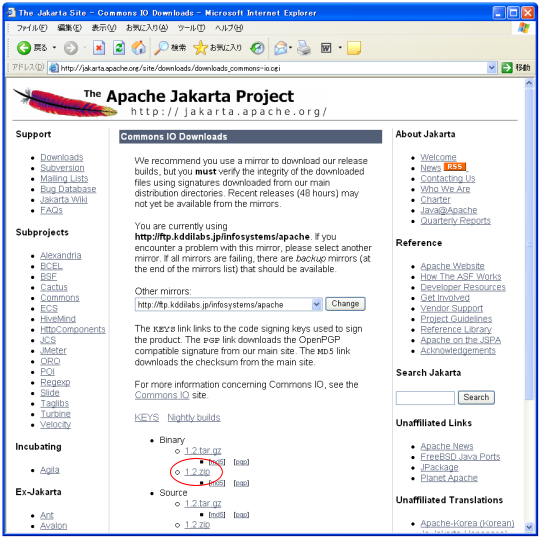 The Jakarta Site - Commons IO Downloads - Microsoft Internet Explorer
ファイル(F) 編集(E) 表示(V) お気に入り(A) ツール(T) ヘルプ(H)
戻る 検索 お気に入り
アドレス(D) http://jakarta.apache.org/site/downloads/downloads_commons-io.cgi 移動
The Apache Jakarta Project
http://jakarta.apache.org/
Support
Downloads
Subversion
Mailing Lists
Bug Database
Jakarta Wiki
FAQs
Subprojects
Alexandria
BCEL
BSF
Cactus
Commons
ECS
HiveMind
HttpComponents
JCS
JMeter
ORO
POI
Regexp
Slide
Taglibs
Turbine
Velocity
Incubating
Agila
Ex-Jakarta
Ant
Avalon
Commons IO Downloads
We recommend you use a mirror to download our release
builds, but you must verify the integrity of the downloaded
files using signatures downloaded from our main
distribution directories. Recent releases (48 hours) may
not yet be available from the mirrors.
You are currently using
http://ftp.kddilabs.jp/infosystems/apache. If you
encounter a problem with this mirror, please select another
mirror. If all mirrors are failing, there are backup mirrors (at
the end of the mirrors list) that should be available.
Other mirrors:
http://ftp.kddilabs.jp/infosystems/apache Change
The KEYS link links to the code signing keys used to sign
the product. The PGP link downloads the OpenPGP
compatible signature from our main site. The MD5 link
downloads the checksum from the main site.
For more information concerning Commons IO, see the
Commons IO site.
KEYS Nightly builds
Binary
1.2.tar.gz
[md5] [pgp]
1.2.zip
[md5] [pgp]
Source
1.2.tar.gz
[md5] [pgp]
1.2.zip
About Jakarta
Welcome
News RSS
Contacting Us
Who We Are
Charter
Java@Apache
Quarterly Reports
Reference
Apache Website
How The ASF Works
Developer Resources
Get Involved
Vendor Support
Project Guidelines
Reference Library
Apache on the JSPA
Acknowledgements
Search Jakarta
Search
Unaffiliated Links
Apache News
FreeBSD Java Ports
JPackage
Planet Apache
Unaffiliated Translations
Apache-Korea (Korean)